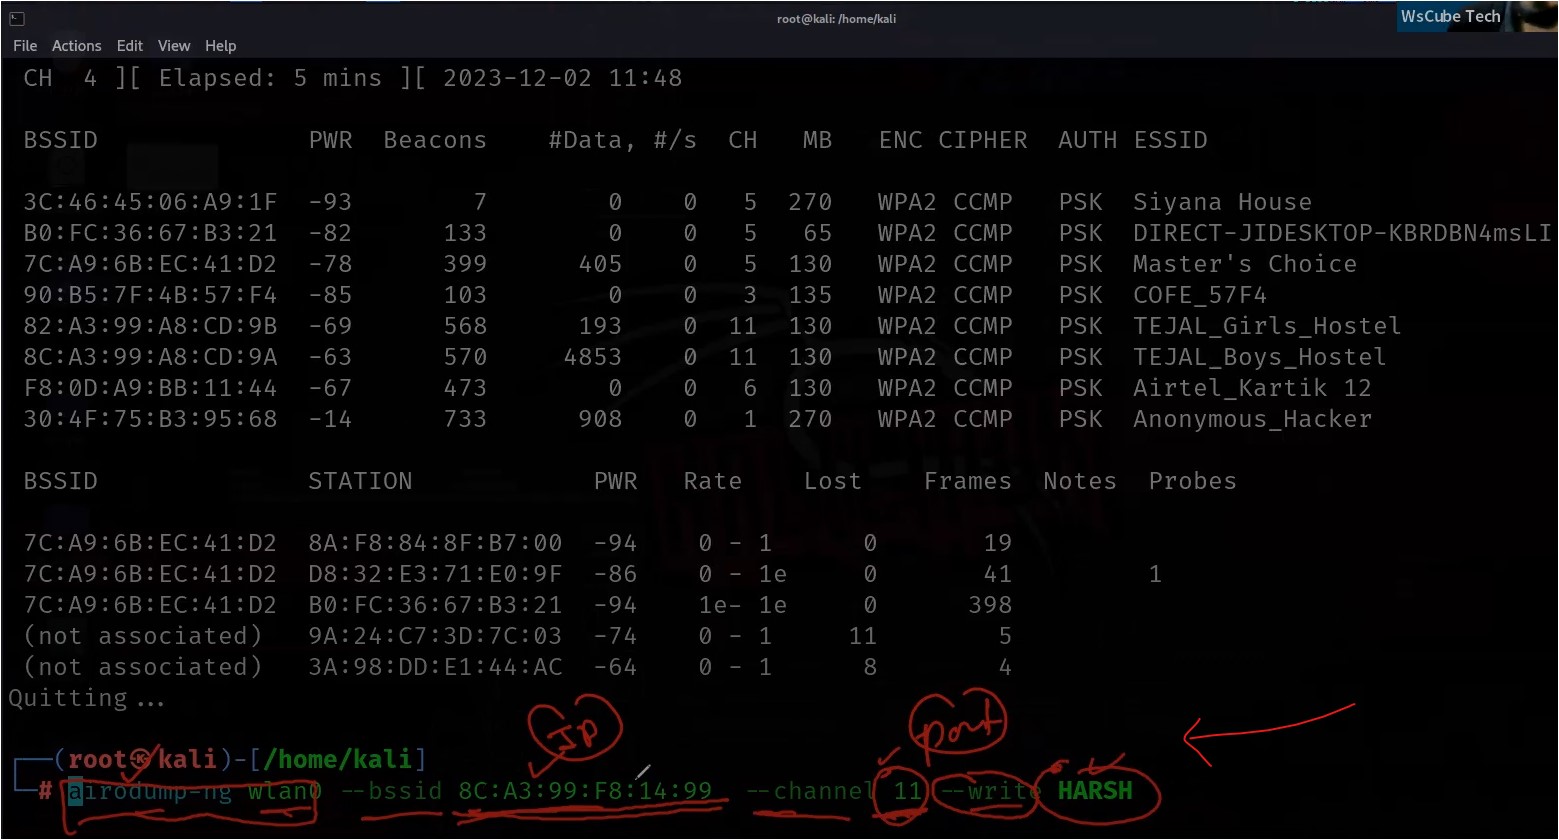 root@kali: /home/kali
WsCube Tech
File Actions Edit View Help
CH 4 ][ Elapsed: 5 mins ][ 2023-12-02 11:48
BSSID PWR Beacons #Data, #/s CH MB ENC CIPHER AUTH ESSID
3C:46:45:06:A9:1F -93 7 0 0 5 270 WPA2 CCMP PSK Siyana House
B0:FC:36:67:B3:21 -82 133 0 0 5 65 WPA2 CCMP PSK DIRECT-JIDESKTOP-KBRDBN4msLI
7C:A9:6B:EC:41:D2 -78 399 405 0 5 130 WPA2 CCMP PSK Master's Choice
90:B5:7F:4B:57:F4 -85 103 0 0 3 135 WPA2 CCMP PSK COFE_57F4
82:A3:99:A8:CD:9B -69 568 193 0 11 130 WPA2 CCMP PSK TEJAL_Girls_Hostel
8C:A3:99:A8:CD:9A -63 570 4853 0 11 130 WPA2 CCMP PSK TEJAL_Boys_Hostel
F8:0D:A9:BB:11:44 -67 473 0 0 6 130 WPA2 CCMP PSK Airtel_Kartik 12
30:4F:75:B3:95:68 -14 733 908 0 1 270 WPA2 CCMP PSK Anonymous_Hacker
BSSID STATION PWR Rate Lost Frames Notes Probes
7C:A9:6B:EC:41:D2 8A:F8:84:8F:B7:00 -94 0 - 1 0 19
7C:A9:6B:EC:41:D2 D8:32:E3:71:E0:9F -86 0 - 1e 0 41 1
7C:A9:6B:EC:41:D2 B0:FC:36:67:B3:21 -94 1e- 1e 0 398
(not associated) 9A:24:C7:3D:7C:03 -74 0 - 1 11 5
(not associated) 3A:98:DD:E1:44:AC -64 0 - 1 8 4
Quitting...
IP port
(root㉿kali)-[/home/kali]
# airodump-ng wlan0 --bssid 8C:A3:99:F8:14:99 --channel 11 --write HARSH